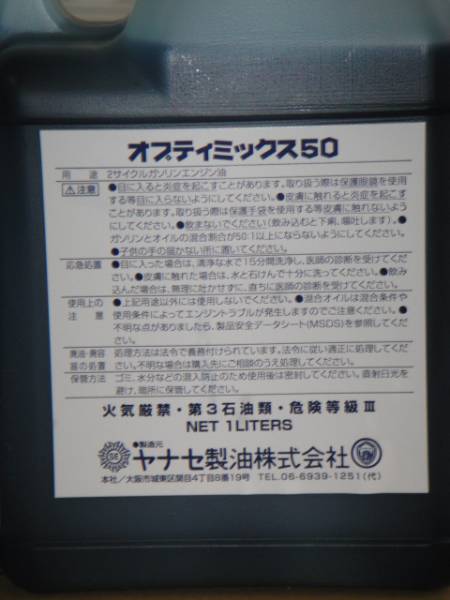 オプティミックス50
用途 2サイクルガソリンエンジン油
⚠注意 ●目に入ると炎症を起こすことがあります。取り扱う際は保護眼鏡を使用
する等目に入らないようにしてください。●皮膚に触れると炎症を起こす
ことがあります。取り扱う際は保護手袋を使用する等皮膚に触れないよう
にしてください。●飲まないでください(飲み込むと下痢、嘔吐します)。●
ガソリンとオイルの混合割合が50:1以上にならないようにしてください。
●子供の手の届かない所に置いてください。
応急処置 ●目に入った場合は、清浄な水で15分間洗浄し、医師の診断を受けてくだ
さい。●皮膚に触れた場合は、水と石けんで十分に洗ってください。●飲み
込んだ場合は、無理に吐かせずに、直ちに医師の診断を受けてください。
使用上の注意 ●上記用途以外には使用しないでください。●混合オイルは混合条件や
使用条件によってエンジントラブルが発生しますのでご注意ください。●
不明な点がありましたら、製品安全データシート(MSDS)を参照してくだ
さい。
廃油・廃容器の処置 処理方法は法令で義務付けられています。法令に従い適正に処理してくだ
さい。不明な場合は購入先にご相談のうえ処理してください。
保管方法 ゴミ、水分などの混入防止のため使用後は密封してください。直射日光を
避け、暗所に保管してください。
火気厳禁・第3石油類・危険等級Ⅲ
NET 1LITERS
●製造元
ヤナセ製油株式会社
本社/大阪市城東区関目4丁目8番19号 TEL.06-6939-1251(代)